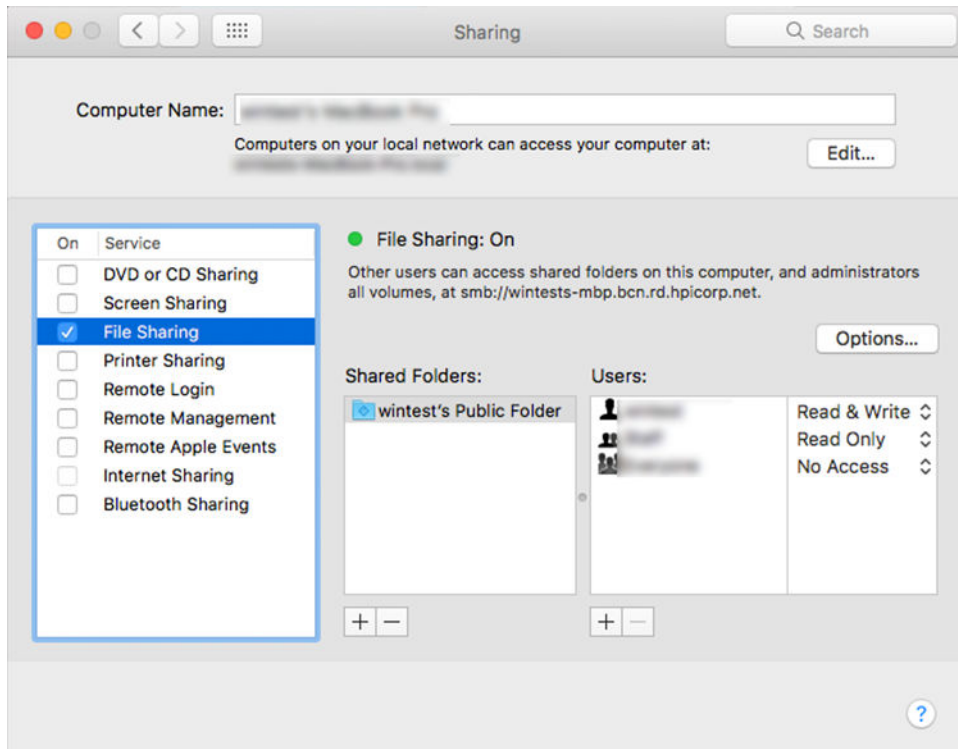 Sharing
Search
Computer Name:
Computers on your local network can access your computer at:
Edit...
On Service
DVD or CD Sharing
Screen Sharing
File Sharing
Printer Sharing
Remote Login
Remote Management
Remote Apple Events
Internet Sharing
Bluetooth Sharing
File Sharing: On
Other users can access shared folders on this computer, and administrators
all volumes, at smb://wintests-mbp.bcn.rd.hpicorp.net.
Options...
Shared Folders:
wintest's Public Folder
Users:
Read & Write
Read Only
No Access
+ −
+ −
?